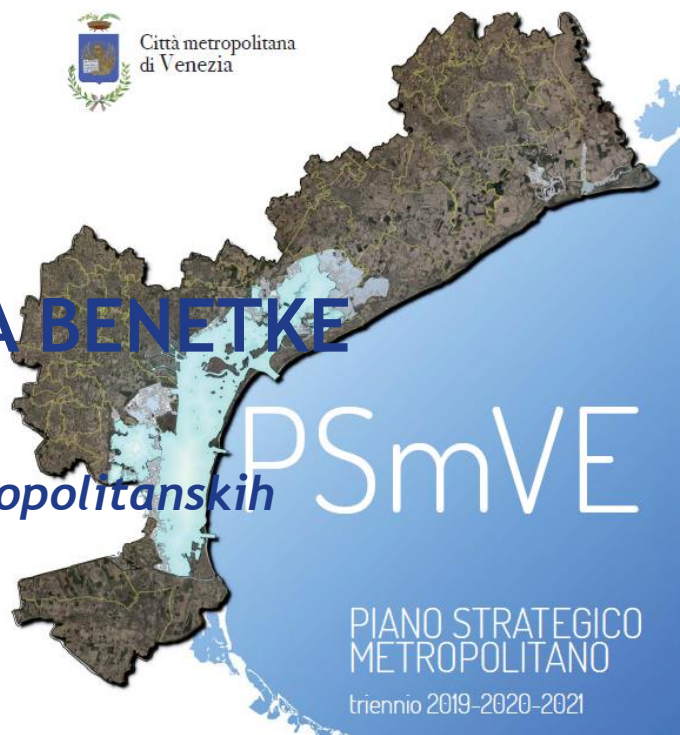 Città metropolitana
di Venezia
A BENETKE
PSmVE
opolitanskih
PIANO STRATEGICO
METROPOLITANO
triennio 2019-2020-2021